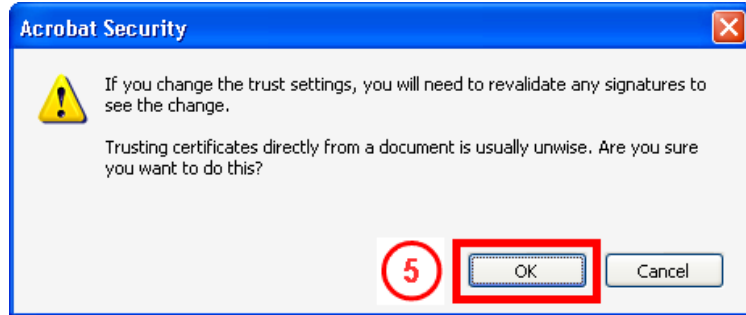 Acrobat Security
If you change the trust settings, you will need to revalidate any signatures to
see the change.
Trusting certificates directly from a document is usually unwise. Are you sure
you want to do this?
5 OK Cancel